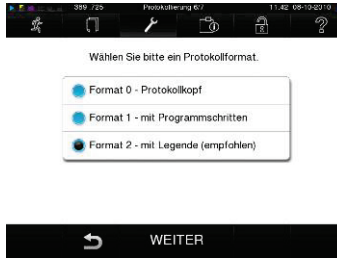 389 /725 Protokollierung 6/7 11:42 08-10-2010
Wählen Sie bitte ein Protokollformat.
Format 0 - Protokollkopf
Format 1 - mit Programmschritten
Format 2 - mit Legende (empfohlen)
WEITER